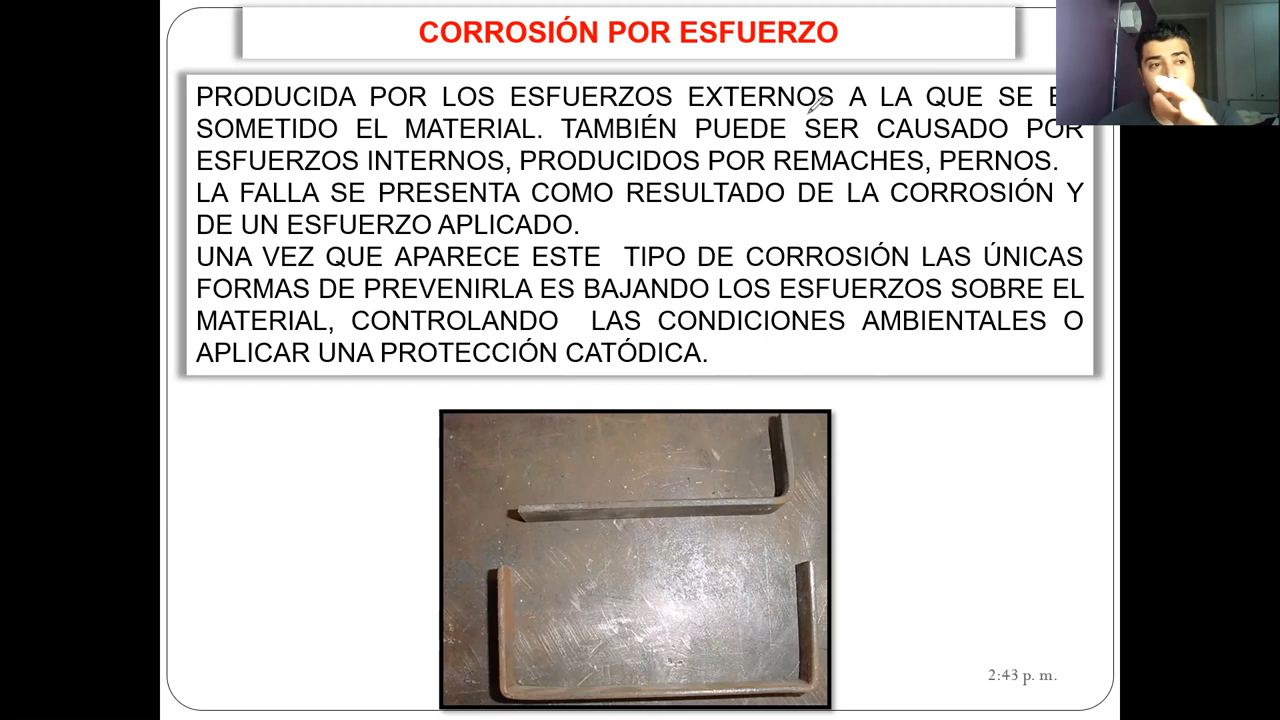 CORROSIÓN POR ESFUERZO
PRODUCIDA POR LOS ESFUERZOS EXTERNOS A LA QUE SE
SOMETIDO EL MATERIAL. TAMBIÉN PUEDE SER CAUSADO POR
ESFUERZOS INTERNOS, PRODUCIDOS POR REMACHES, PERNOS.
LA FALLA SE PRESENTA COMO RESULTADO DE LA CORROSIÓN Y
DE UN ESFUERZO APLICADO.
UNA VEZ QUE APARECE ESTE TIPO DE CORROSIÓN LAS ÚNICAS
FORMAS DE PREVENIRLA ES BAJANDO LOS ESFUERZOS SOBRE EL
MATERIAL, CONTROLANDO LAS CONDICIONES AMBIENTALES O
APLICAR UNA PROTECCIÓN CATÓDICA.
2:43 p. m.